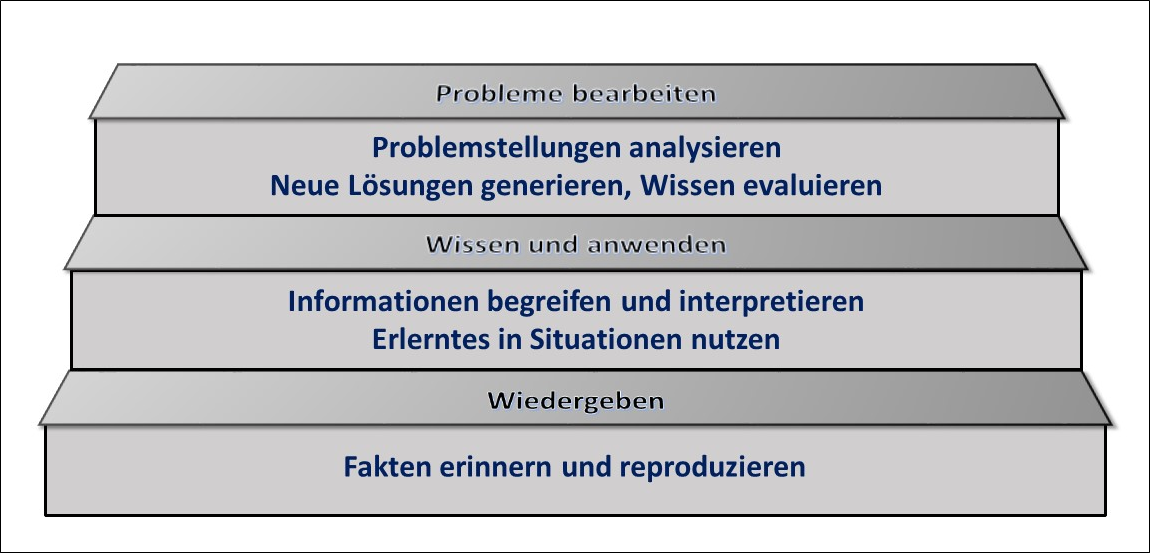 Probleme bearbeiten
Problemstellungen analysieren
Neue Lösungen generieren, Wissen evaluieren
Wissen und anwenden
Informationen begreifen und interpretieren
Erlerntes in Situationen nutzen
Wiedergeben
Fakten erinnern und reproduzieren